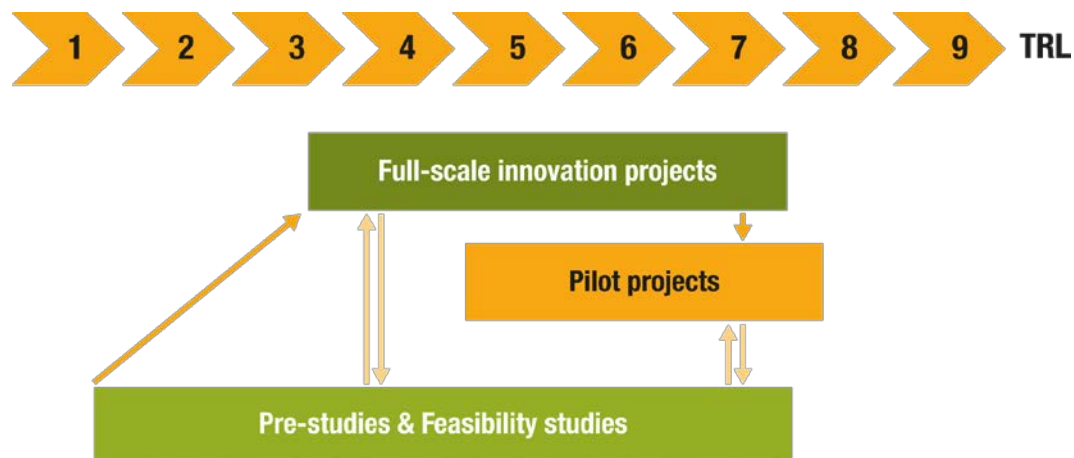 1 2 3 4 5 6 7 8 9 TRL
Full-scale innovation projects
Pilot projects
Pre-studies & Feasibility studies